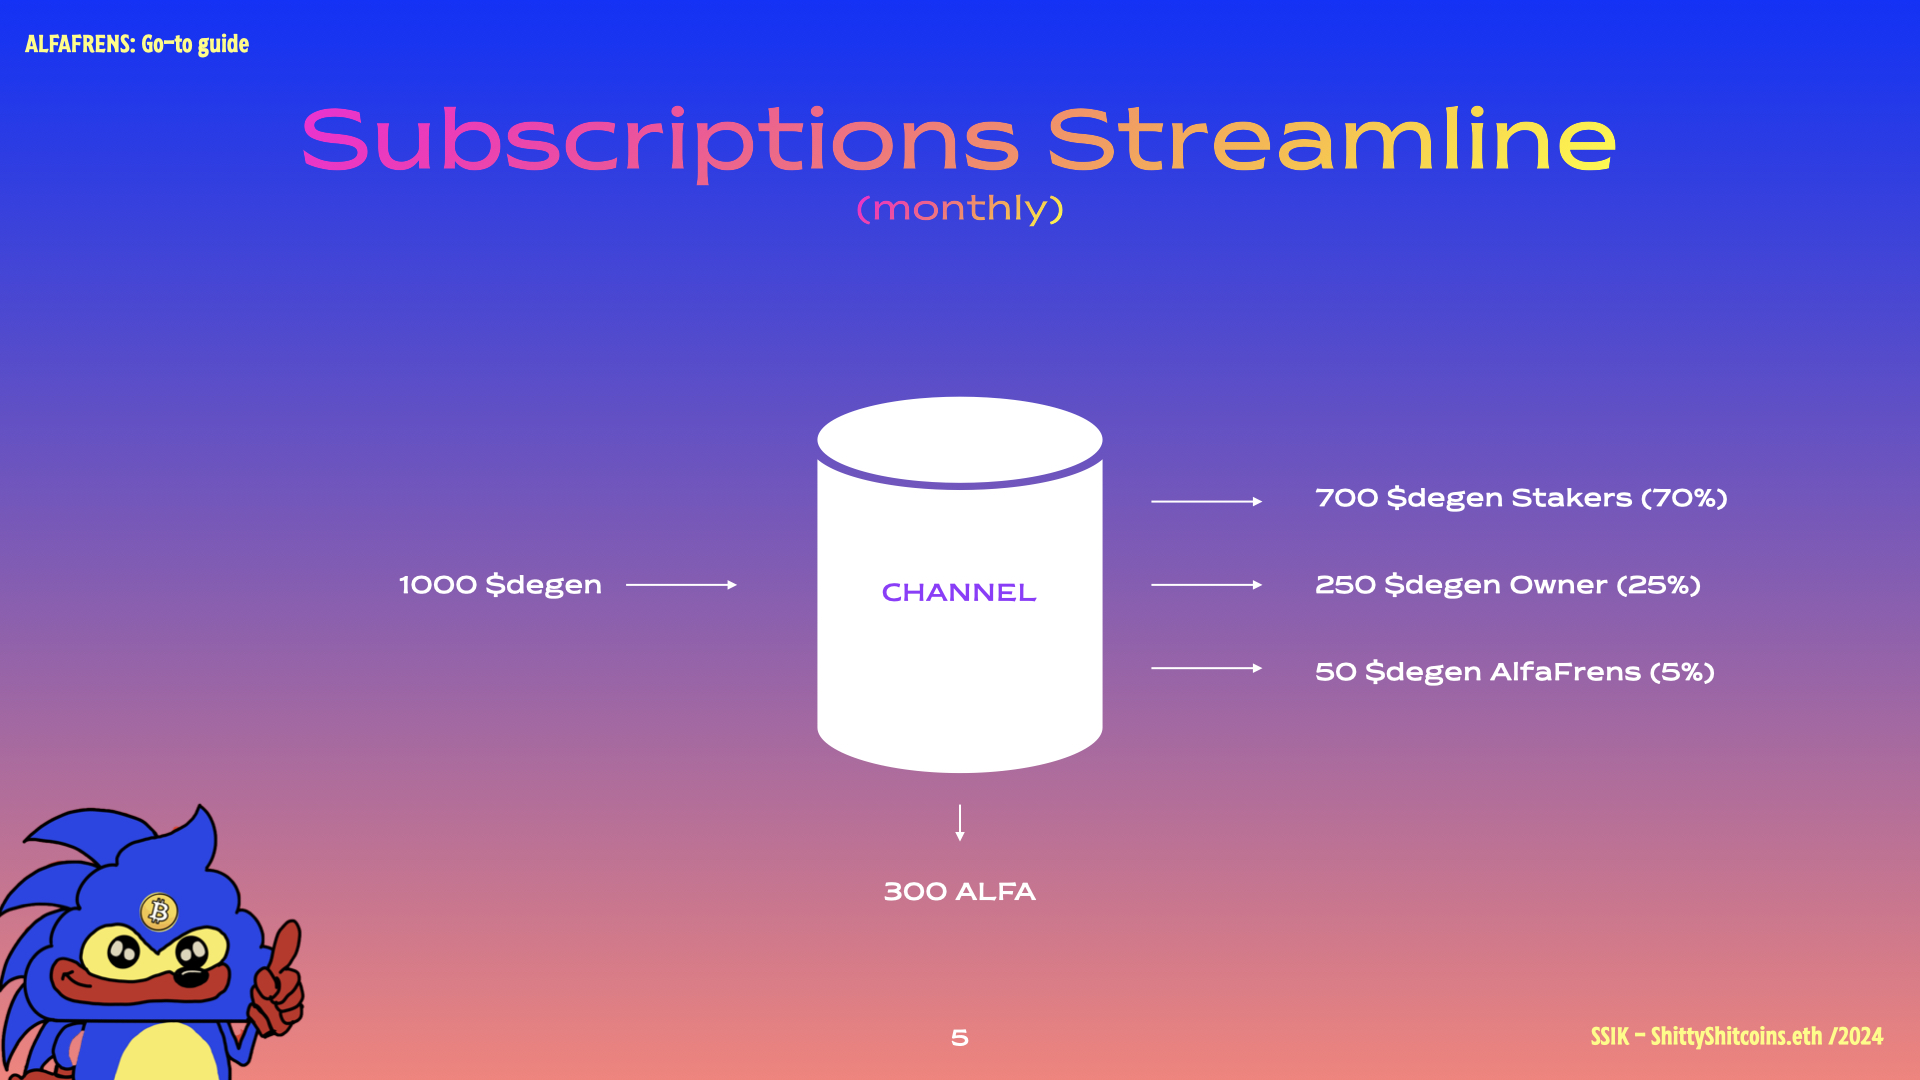 ALFAFRENS: Go-to guide
Subscriptions Streamline
(monthly)
700 $degen Stakers (70%)
1000 $degen
CHANNEL
250 $degen Owner (25%)
50 $degen AlfaFrens (5%)
300 ALFA
5
SSIK - ShittyShitcoins.eth /2024